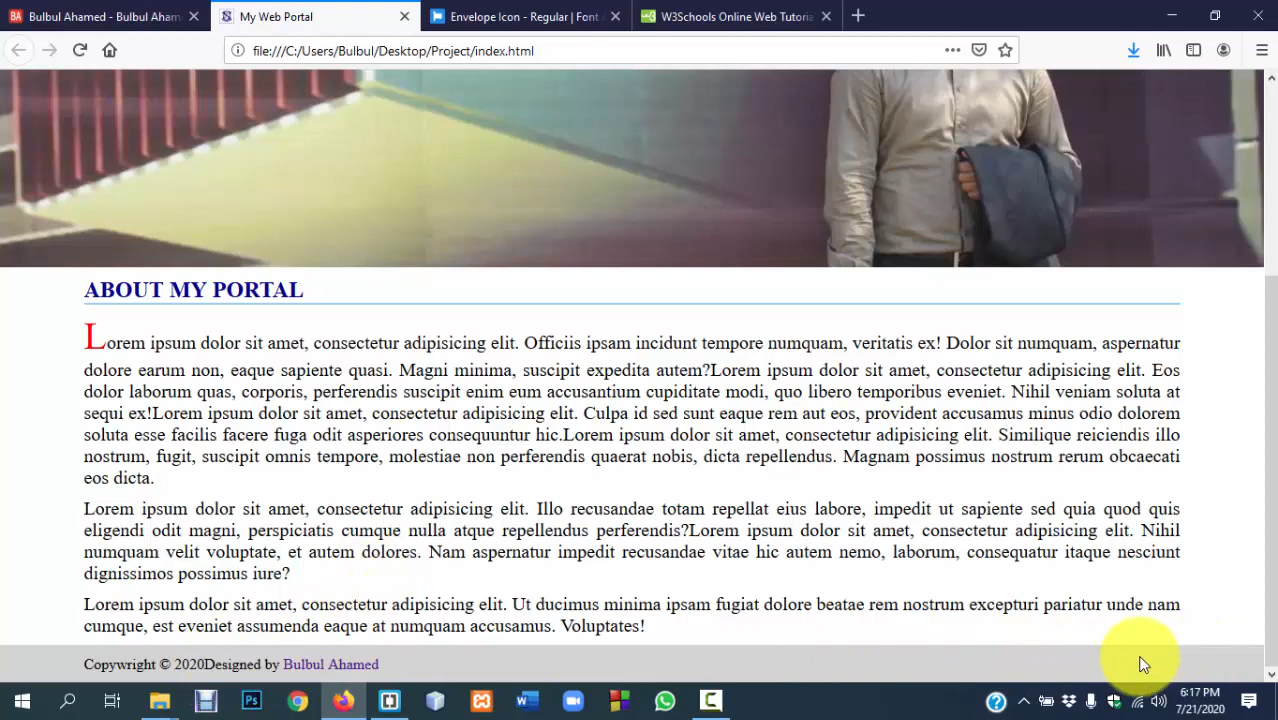 Bulbul Ahamed - Bulbul Aham
My Web Portal
Envelope Icon - Regular | Font A
W3Schools Online Web Tutoria
file:///C:/Users/Bulbul/Desktop/Project/index.html
ABOUT MY PORTAL
Lorem ipsum dolor sit amet, consectetur adipisicing elit. Officiis ipsam incidunt tempore numquam, veritatis ex! Dolor sit numquam, aspernatur
dolore earum non, eaque sapiente quasi. Magni minima, suscipit expedita autem?Lorem ipsum dolor sit amet, consectetur adipisicing elit. Eos
dolor laborum quas, corporis, perferendis suscipit enim eum accusantium cupiditate modi, quo libero temporibus eveniet. Nihil veniam soluta at
sequi ex!Lorem ipsum dolor sit amet, consectetur adipisicing elit. Culpa id sed sunt eaque rem aut eos, provident accusamus minus odio dolorem
soluta esse facilis facere fuga odit asperiores consequuntur hic.Lorem ipsum dolor sit amet, consectetur adipisicing elit. Similique reiciendis illo
nostrum, fugit, suscipit omnis tempore, molestiae non perferendis quaerat nobis, dicta repellendus. Magnam possimus nostrum rerum obcaecati
eos dicta.
Lorem ipsum dolor sit amet, consectetur adipisicing elit. Illo recusandae totam repellat eius labore, impedit ut sapiente sed quia quod quis
eligendi odit magni, perspiciatis cumque nulla atque repellendus perferendis?Lorem ipsum dolor sit amet, consectetur adipisicing elit. Nihil
numquam velit voluptate, et autem dolores. Nam aspernatur impedit recusandae vitae hic autem nemo, laborum, consequatur itaque nesciunt
dignissimos possimus iure?
Lorem ipsum dolor sit amet, consectetur adipisicing elit. Ut ducimus minima ipsam fugiat dolore beatae rem nostrum excepturi pariatur unde nam
cumque, est eveniet assumenda eaque at numquam accusamus. Voluptates!
Copywright © 2020Designed by Bulbul Ahamed
6:17 PM
7/21/2020